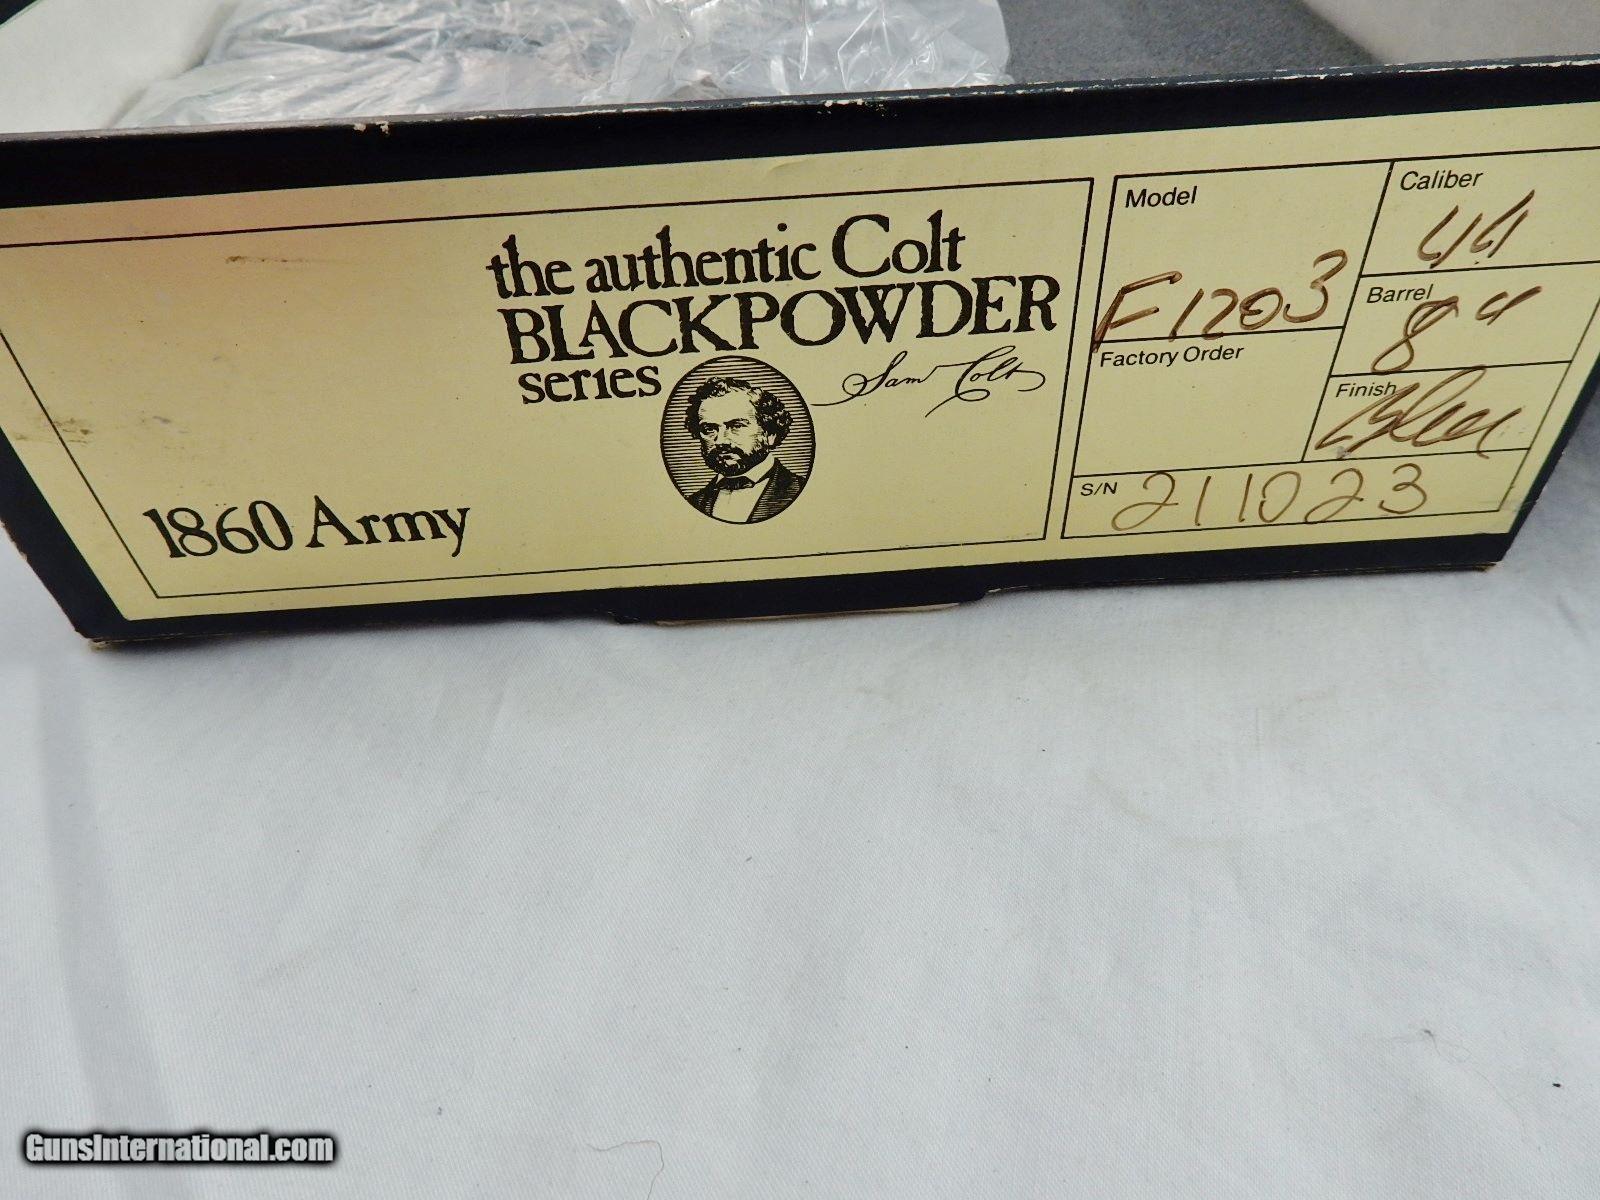 the authentic Colt
BLACKPOWDER
series
Sam Colt
1860 Army
Model
F1203
Caliber
44
Barrel
8"
Factory Order
Finish
Blue
S/N
211023
GunsInternational.com